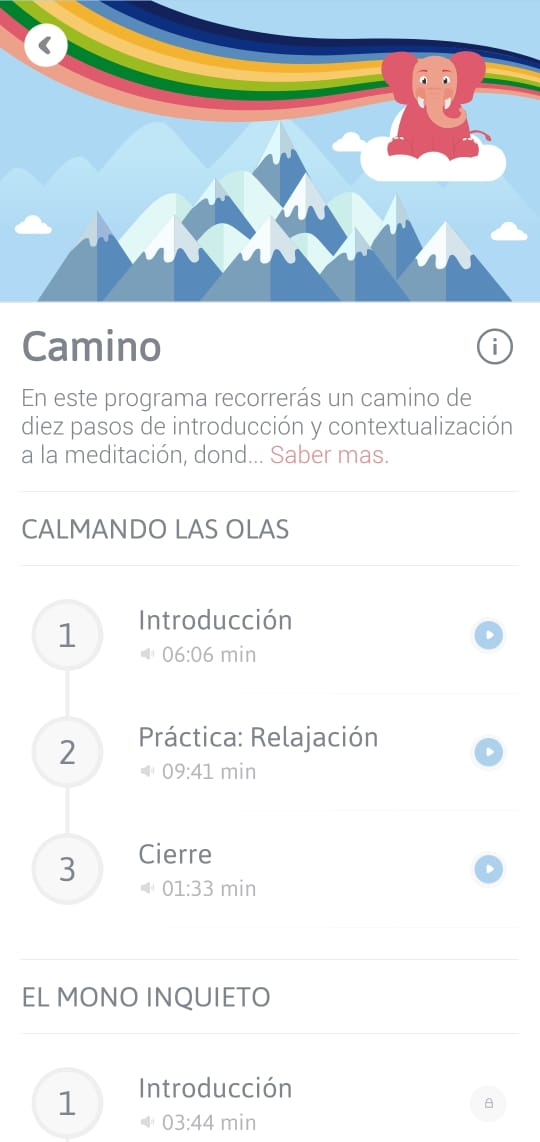 Camino
En este programa recorrerás un camino de
diez pasos de introducción y contextualización
a la meditación, dond... Saber mas.
CALMANDO LAS OLAS
1
Introducción
06:06 min
2
Práctica: Relajación
09:41 min
3
Cierre
01:33 min
EL MONO INQUIETO
1
Introducción
03:44 min